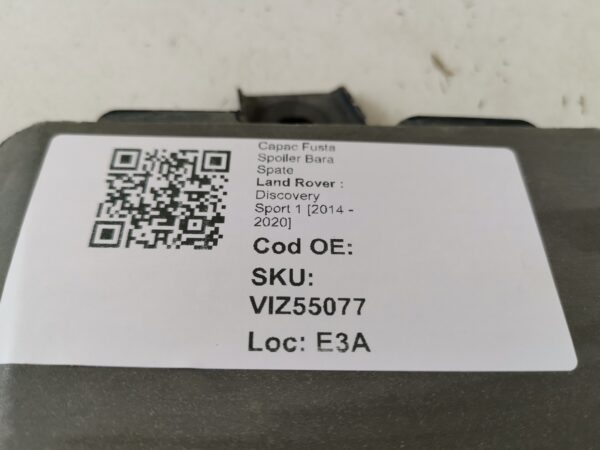 Capac Fusta
Spoiler Bara
Spate
Land Rover :
Discovery
Sport 1 [2014 -
2020]
Cod OE:
SKU:
VIZ55077
Loc: E3A